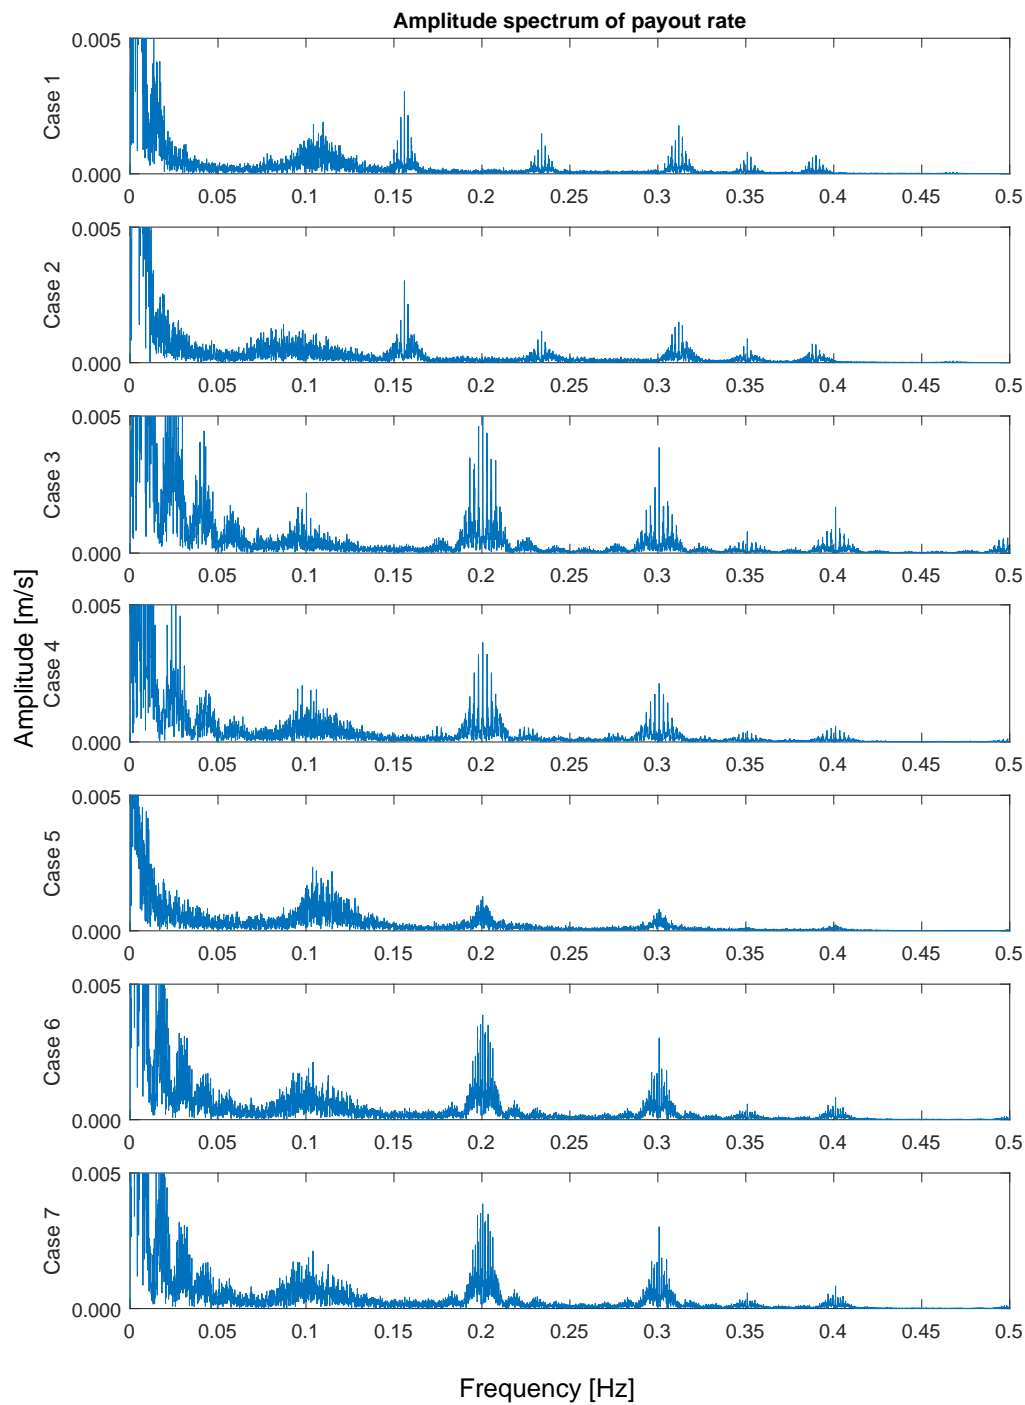 Amplitude spectrum of payout rate
0.005
0.000
Case 1
0 0.05 0.1 0.15 0.2 0.25 0.3 0.35 0.4 0.45 0.5
0.005
0.000
Case 2
0 0.05 0.1 0.15 0.2 0.25 0.3 0.35 0.4 0.45 0.5
0.005
0.000
Case 3
0 0.05 0.1 0.15 0.2 0.25 0.3 0.35 0.4 0.45 0.5
Amplitude [m/s]
0.005
0.000
Case 4
0 0.05 0.1 0.15 0.2 0.25 0.3 0.35 0.4 0.45 0.5
0.005
0.000
Case 5
0 0.05 0.1 0.15 0.2 0.25 0.3 0.35 0.4 0.45 0.5
0.005
0.000
Case 6
0 0.05 0.1 0.15 0.2 0.25 0.3 0.35 0.4 0.45 0.5
0.005
0.000
Case 7
0 0.05 0.1 0.15 0.2 0.25 0.3 0.35 0.4 0.45 0.5
Frequency [Hz]